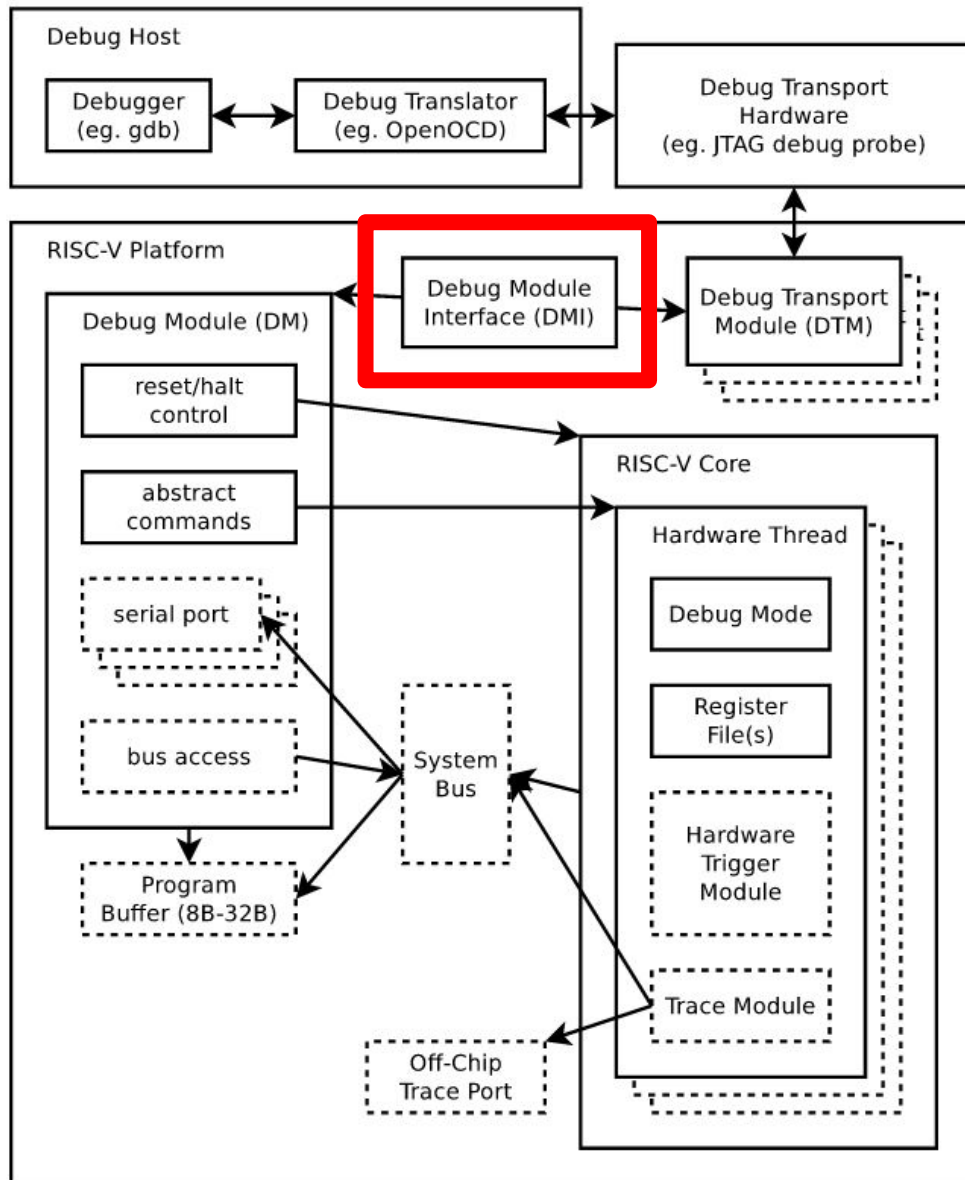 Debug Host
Debugger
(eg. gdb)
Debug Translator
(eg. OpenOCD)
Debug Transport
Hardware
(eg. JTAG debug probe)
RISC-V Platform
Debug Module
Interface (DMI)
Debug Transport
Module (DTM)
Debug Module (DM)
reset/halt
control
abstract
commands
serial port
bus access
Program
Buffer (8B-32B)
System
Bus
RISC-V Core
Hardware Thread
Debug Mode
Register
File(s)
Hardware
Trigger
Module
Trace Module
Off-Chip
Trace Port